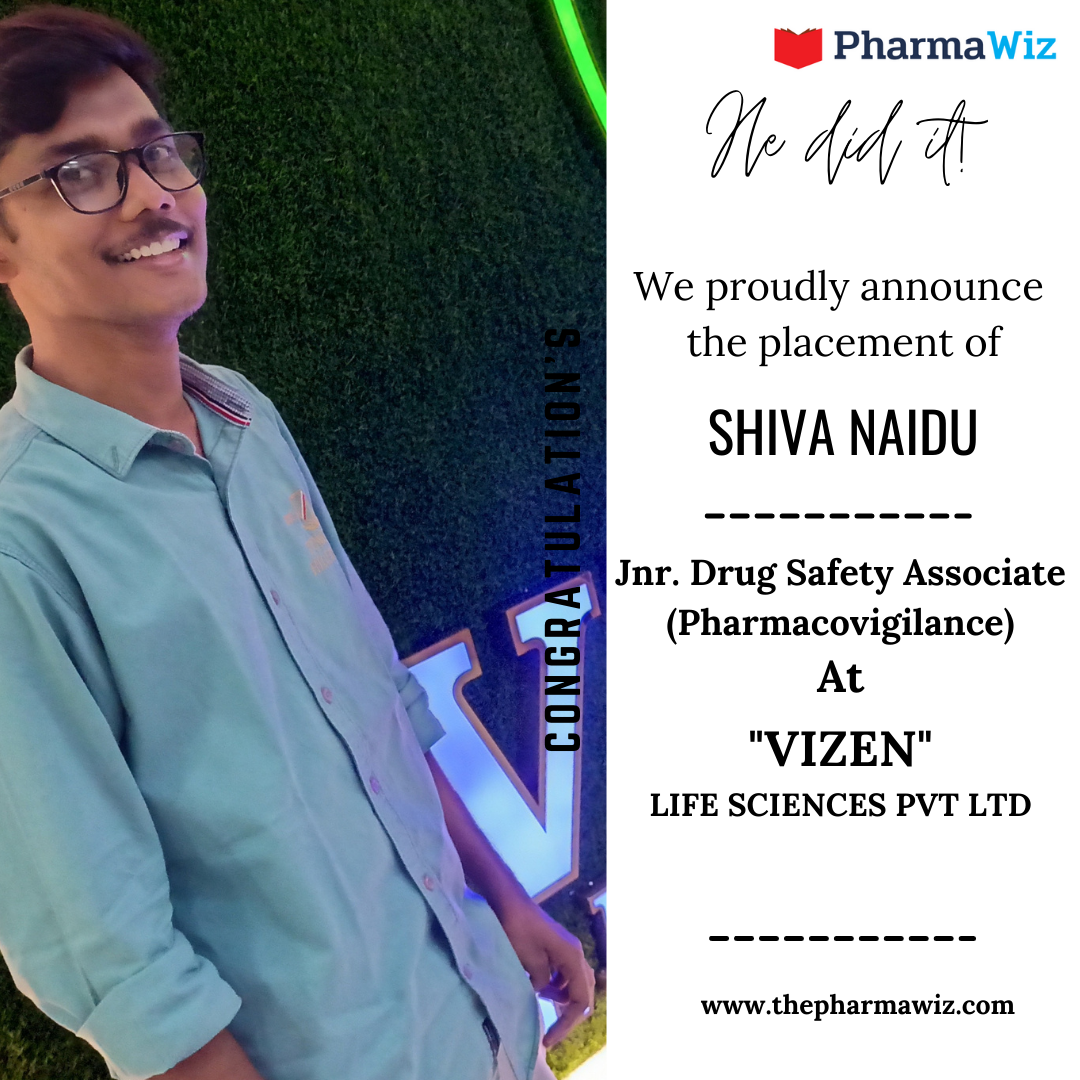 PharmaWiz
He did it!
We proudly announce
the placement of
SHIVA NAIDU
Jnr. Drug Safety Associate
(Pharmacovigilance)
At
"VIZEN"
LIFE SCIENCES PVT LTD
www.thepharmawiz.com
CONGRATULATION'S
V